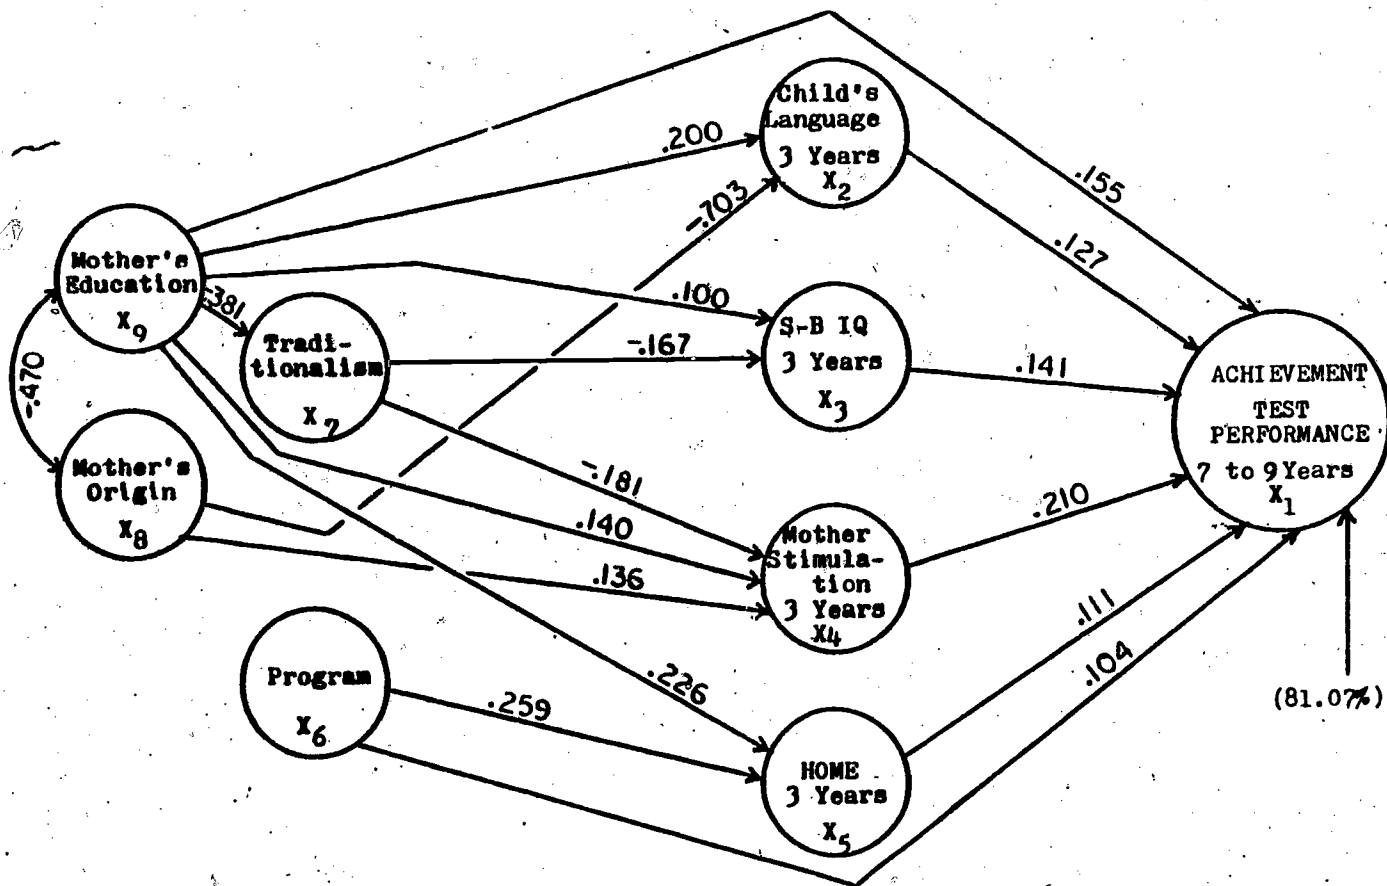 Child's
Language
3 Years
X2
.200
-.703
.155
.127
Mother's
Education
X9
-.381
.100
Tradi-
tionalism
X7
-.167
S-B IQ
3 Years
X3
.141
ACHIEVEMENT
TEST
PERFORMANCE
7 to 9 Years
X1
-.470
Mother's
Origin
X8
-.181
.140
.136
Mother
Stimula-
tion
3 Years
X4
.210
.111
.104
(81.07%)
Program
X6
.259
.226
HOME
3 Years
X5